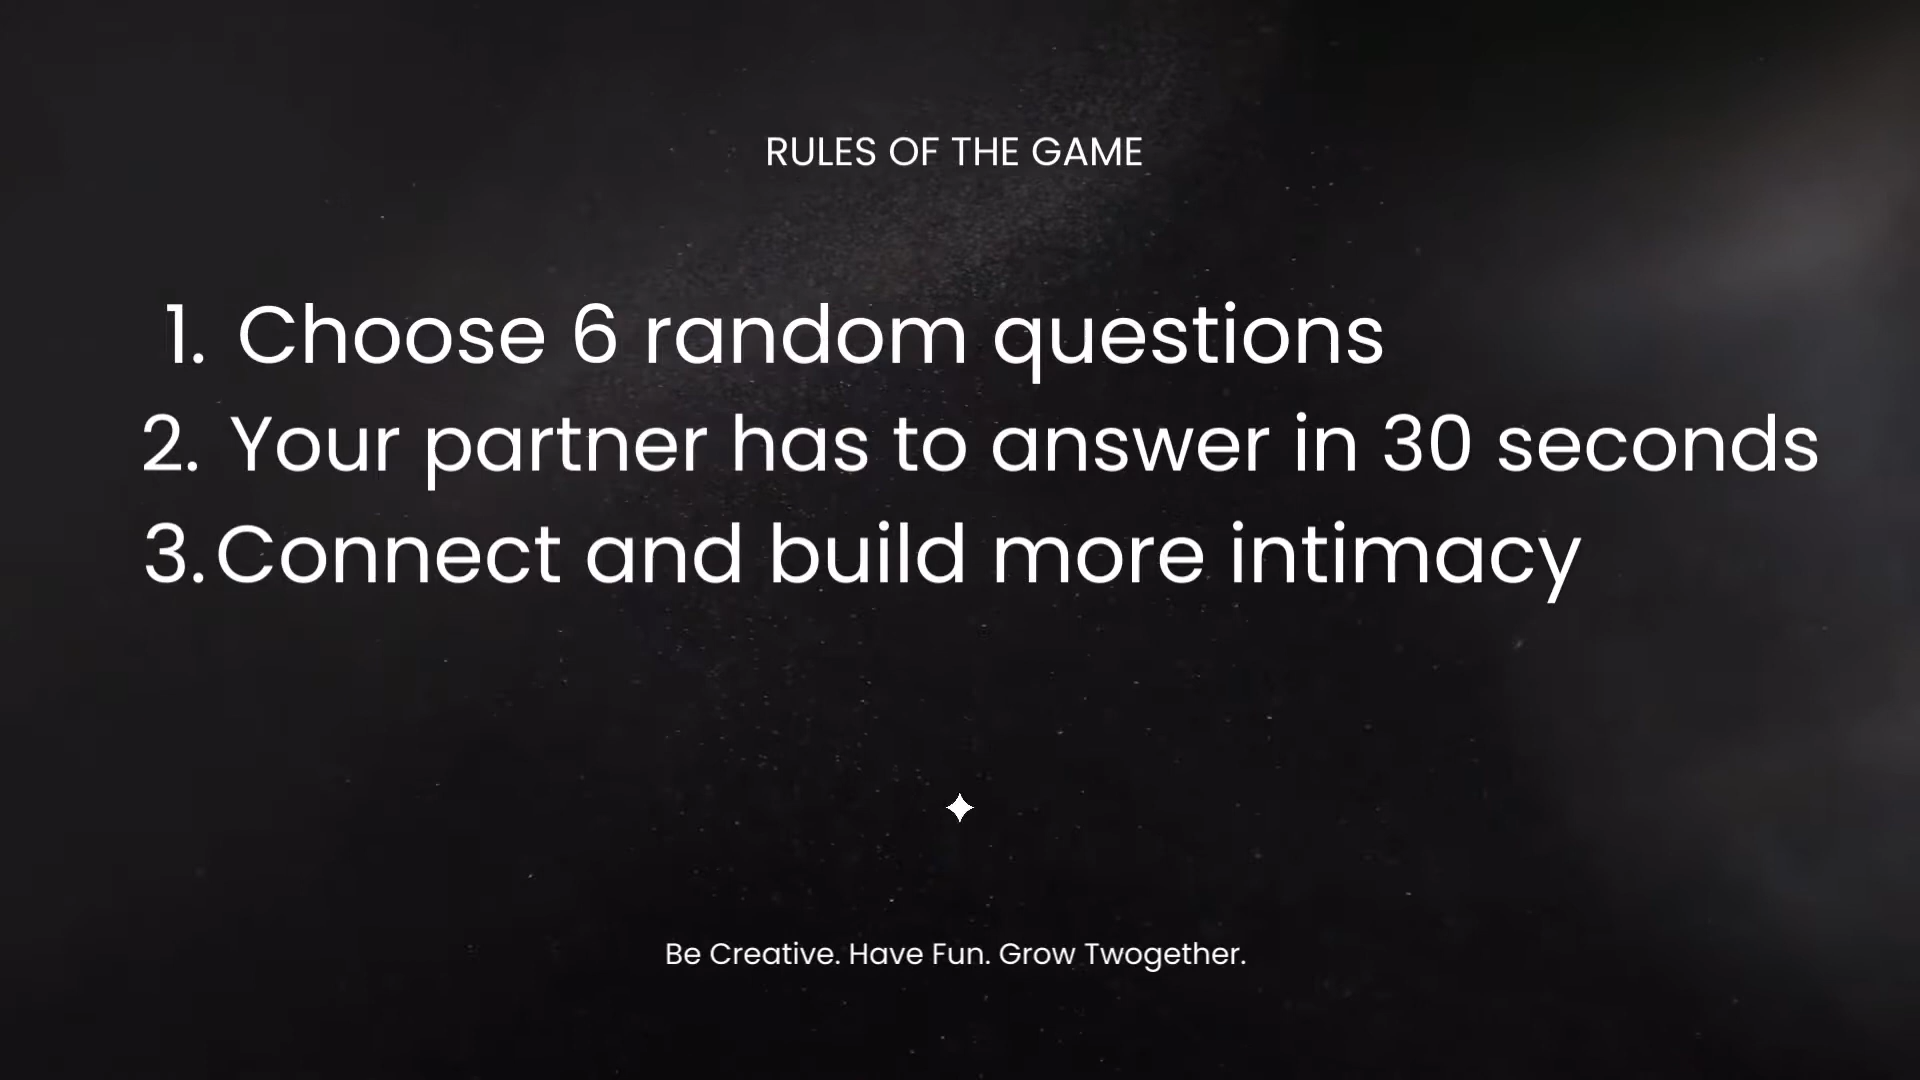 RULES OF THE GAME
1. Choose 6 random questions
2. Your partner has to answer in 30 seconds
3. Connect and build more intimacy
Be Creative. Have Fun. Grow Twogether.